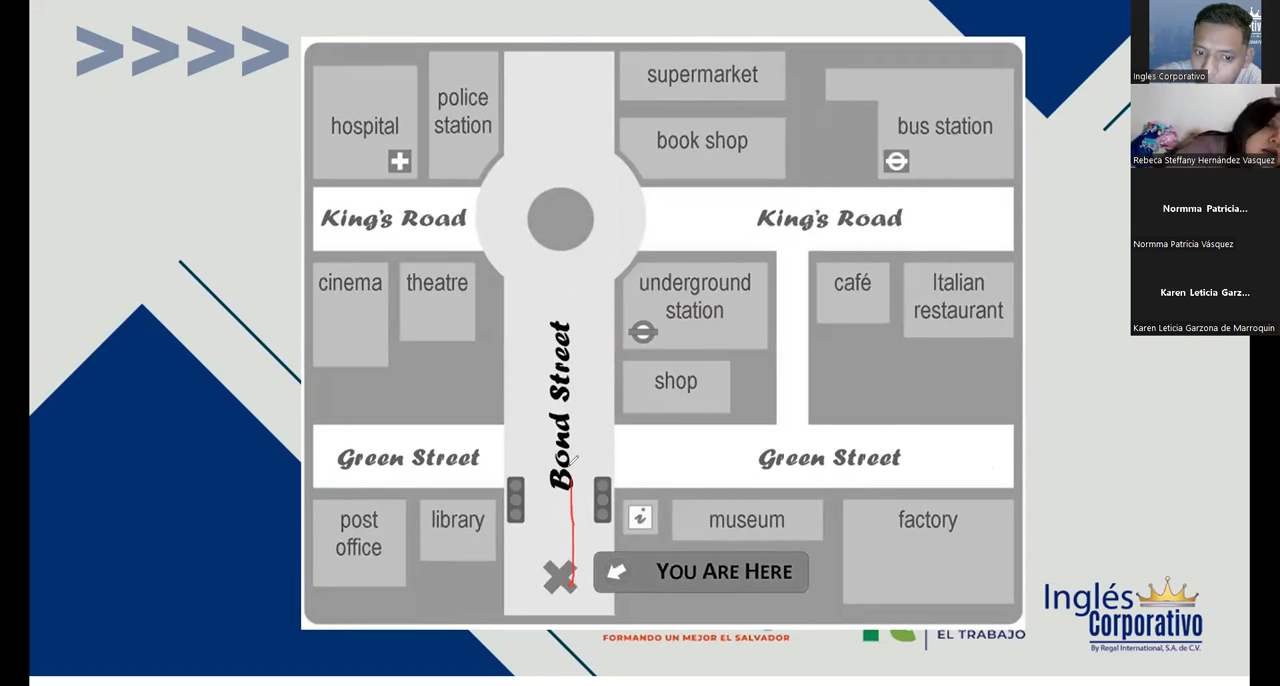 hospital
police
station
supermarket
book shop
bus station
King's Road
King's Road
cinema
theatre
underground
station
café
Italian
restaurant
shop
Bond Street
Green Street
Green Street
post
office
library
i
museum
factory
YOU ARE HERE
FORMANDO UN MEJOR EL SALVADOR
EL TRABAJO
Inglés
Corporativo
By Regal International, S.A. de C.V.
Ingles Corporativo
Rebeca Steffany Hernández Vasquez
Normma Patricia...
Normma Patricia Vásquez
Karen Leticia Garz...
Karen Leticia Garzona de Marroquin